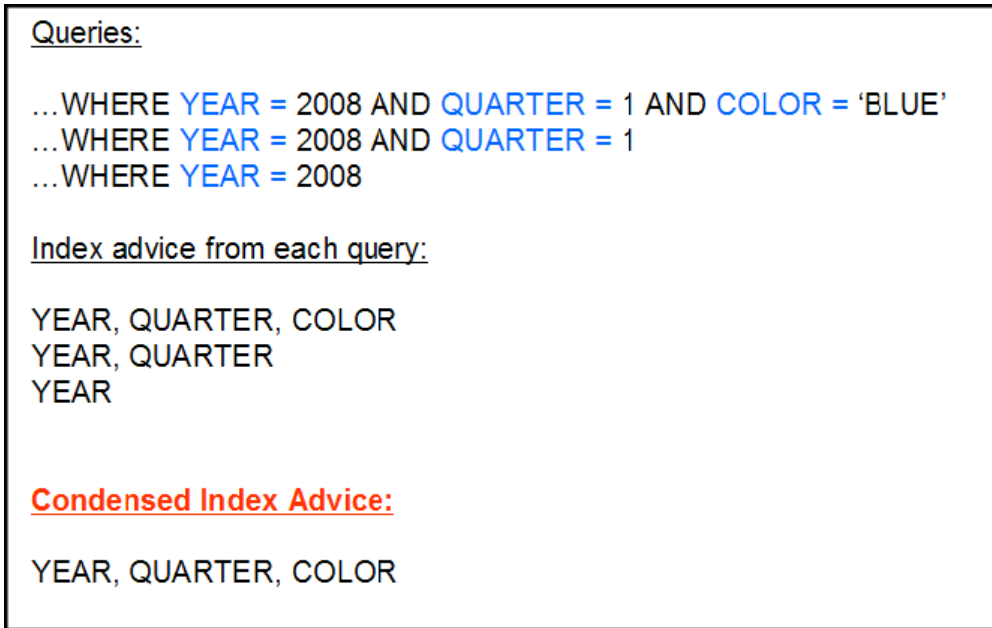 Queries:
…WHERE YEAR = 2008 AND QUARTER = 1 AND COLOR = ‘BLUE’
…WHERE YEAR = 2008 AND QUARTER = 1
…WHERE YEAR = 2008
Index advice from each query:
YEAR, QUARTER, COLOR
YEAR, QUARTER
YEAR
Condensed Index Advice:
YEAR, QUARTER, COLOR